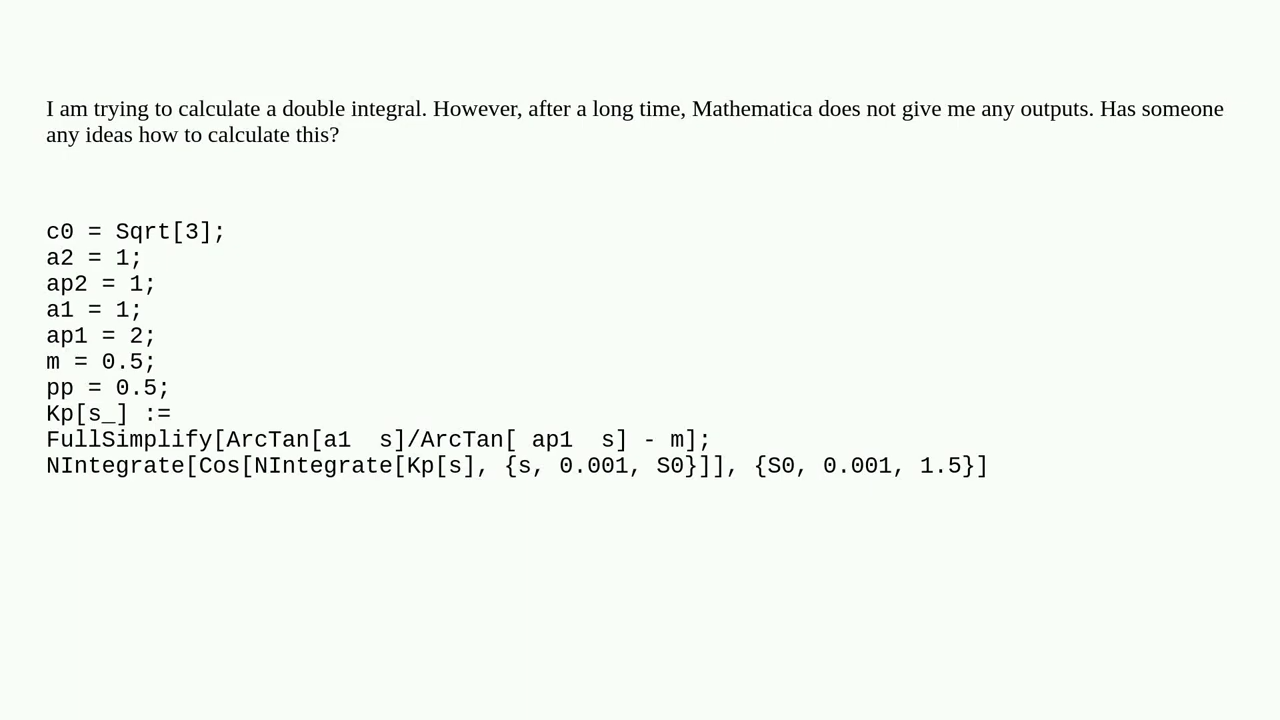 I am trying to calculate a double integral. However, after a long time, Mathematica does not give me any outputs. Has someone
any ideas how to calculate this?
c0 = Sqrt[3];
a2 = 1;
ap2 = 1;
a1 = 1;
ap1 = 2;
m = 0.5;
pp = 0.5;
Kp[s_] :=
FullSimplify[ArcTan[a1  s]/ArcTan[ ap1  s] - m];
NIntegrate[Cos[NIntegrate[Kp[s], {s, 0.001, S0}]], {S0, 0.001, 1.5}]